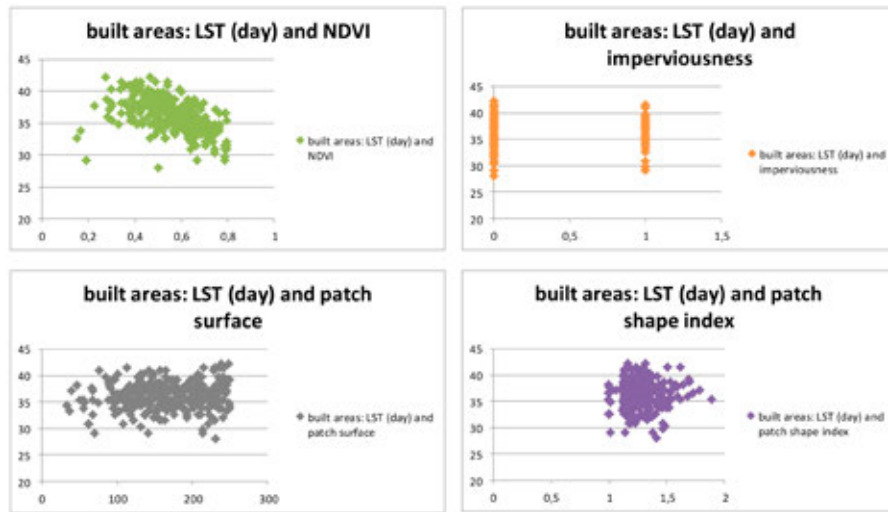 built areas: LST (day) and NDVI
45
40
35
30
25
20
0 0,2 0,4 0,6 0,8 1
built areas: LST (day) and
NDVI
built areas: LST (day) and
imperviousness
45
40
35
30
25
20
0 0,5 1 1,5
built areas: LST (day) and
imperviousness
built areas: LST (day) and patch
surface
45
40
35
30
25
20
0 100 200 300
built areas: LST (day) and
patch surface
built areas: LST (day) and patch
shape index
45
40
35
30
25
20
0 0,5 1 1,5 2
built areas: LST (day) and
patch shape index